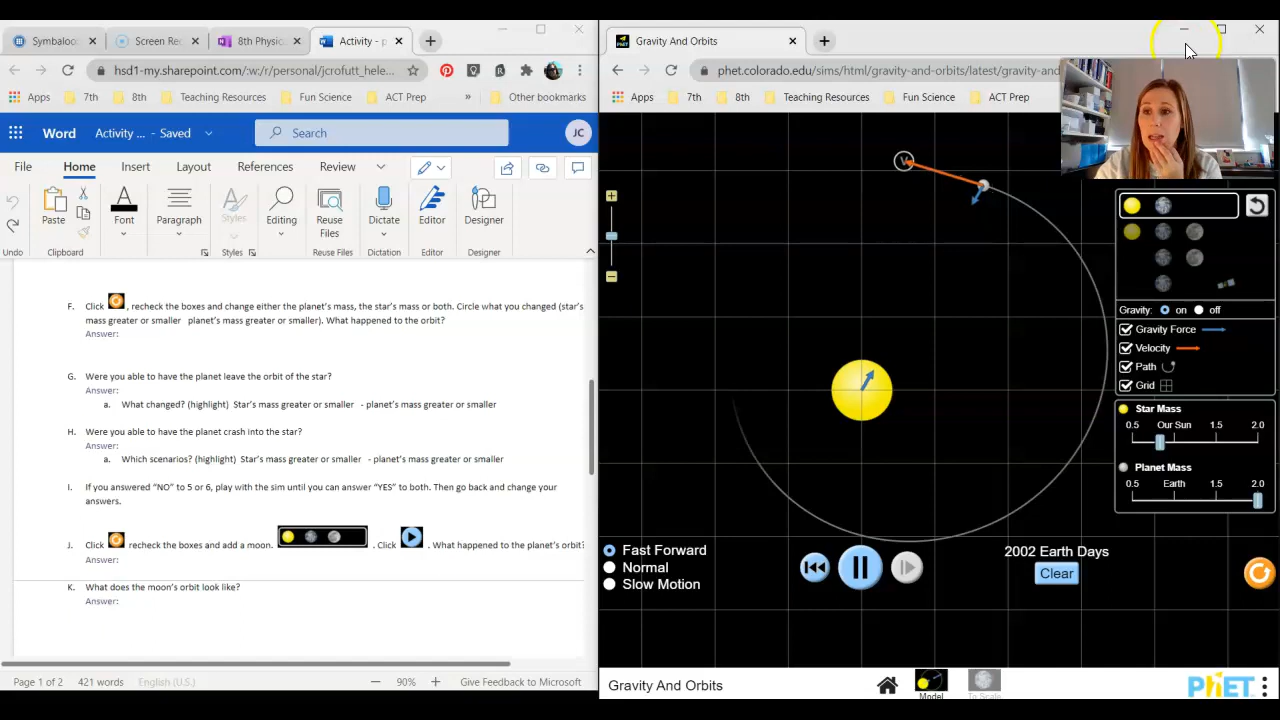 Symbaloo
Screen Rec
8th Physic
Activity - p
hsd1-my.sharepoint.com/:w:/r/personal/jcrofutt_hele...
Apps 7th 8th Teaching Resources Fun Science ACT Prep » Other bookmarks
Word Activity ... - Saved Search JC
File Home Insert Layout References Review
Paste Font Paragraph Styles Editing Reuse Files Dictate Editor Designer
Undo Clipboard Styles Reuse Files Dictation Editor Designer
F. Click , recheck the boxes and change either the planet's mass, the star's mass or both. Circle what you changed (star's
mass greater or smaller planet's mass greater or smaller). What happened to the orbit?
Answer:
G. Were you able to have the planet leave the orbit of the star?
Answer:
a. What changed? (highlight) Star's mass greater or smaller - planet's mass greater or smaller
H. Were you able to have the planet crash into the star?
Answer:
a. Which scenarios? (highlight) Star's mass greater or smaller - planet's mass greater or smaller
I. If you answered "NO" to 5 or 6, play with the sim until you can answer "YES" to both. Then go back and change your
answers.
J. Click recheck the boxes and add a moon. . Click . What happened to the planet's orbit?
Answer:
K. What does the moon's orbit look like?
Answer:
Page 1 of 2 421 words English (U.S.) − 90% + Give Feedback to Microsoft
Gravity And Orbits
phet.colorado.edu/sims/html/gravity-and-orbits/latest/gravity-and
Apps 7th 8th Teaching Resources Fun Science ACT Prep
V
Gravity: on off
Gravity Force
Velocity
Path
Grid
Star Mass
0.5 Our Sun 1.5 2.0
Planet Mass
0.5 Earth 1.5 2.0
Fast Forward
Normal
Slow Motion
2002 Earth Days
Clear
Gravity And Orbits
Model
To Scale
PhET